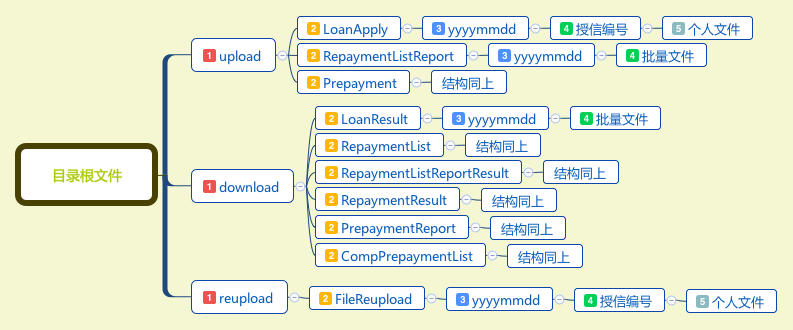 目录根文件
1 upload
2 LoanApply 3 yyyymmdd 4 授信编号 5 个人文件
2 RepaymentListReport 3 yyyymmdd 4 批量文件
2 Prepayment 结构同上
1 download
2 LoanResult 3 yyyymmdd 4 批量文件
2 RepaymentList 结构同上
2 RepaymentListReportResult 结构同上
2 RepaymentResult 结构同上
2 PrepaymentReport 结构同上
2 CompPrepaymentList 结构同上
1 reupload
2 FileReupload 3 yyyymmdd 4 授信编号 5 个人文件